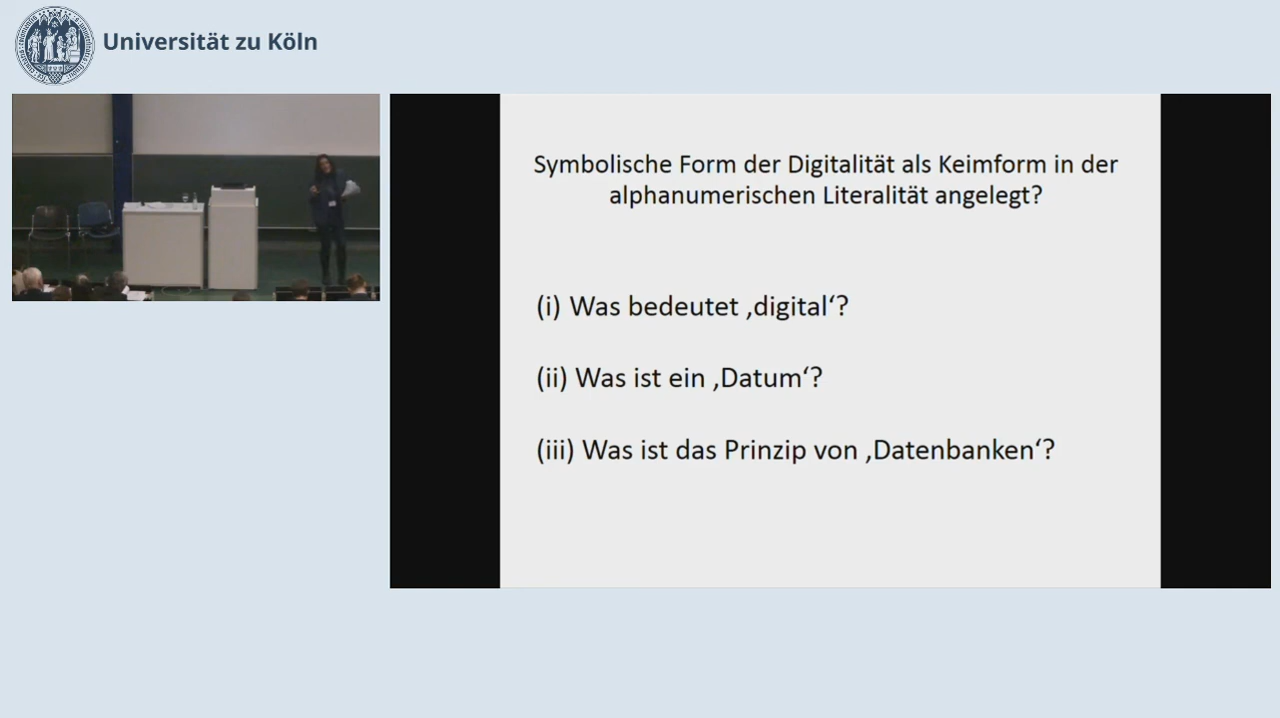 Universität zu Köln
Symbolische Form der Digitalität als Keimform in der
alphanumerischen Literalität angelegt?
(i) Was bedeutet ‚digital‘?
(ii) Was ist ein ‚Datum‘?
(iii) Was ist das Prinzip von ‚Datenbanken‘?